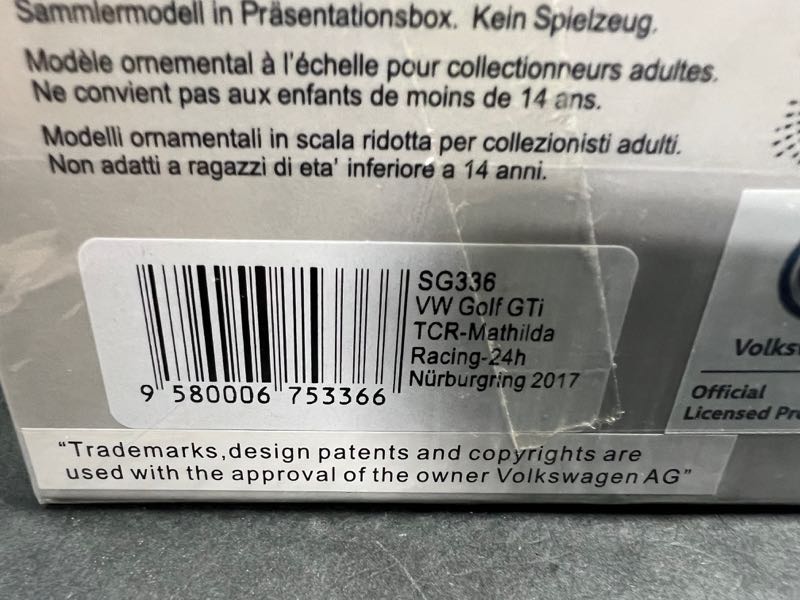 Sammlermodell in Präsentationsbox. Kein Spielzeug.
Modèle ornemental à l'échelle pour collectionneurs adultes.
Ne convient pas aux enfants de moins de 14 ans.
Modelli ornamentali in scala ridotta per collezionisti adulti.
Non adatti a ragazzi di eta' inferiore a 14 anni.
SG336
VW Golf GTi
TCR-Mathilda
Racing-24h
Nürburgring 2017
9 580006 753366
Official
Licensed
"Trademarks,design patents and copyrights are
used with the approval of the owner Volkswagen AG"